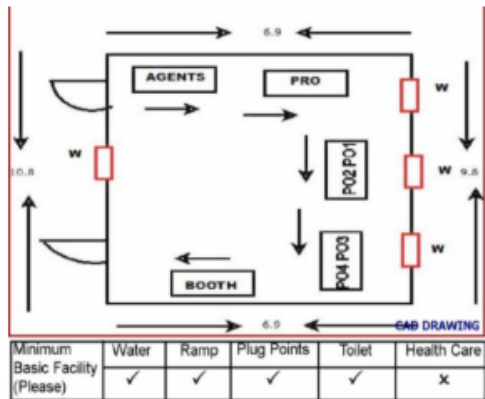 6.9
AGENTS
PRO
W
W
10.8
PO2 PO1
W
9.8
PO4 PO3
W
BOOTH
6.9
CAD DRAWING
Minimum Basic Facility (Please) Water Ramp Plug Points Toilet Health Care
✓ ✓ ✓ ✓ x